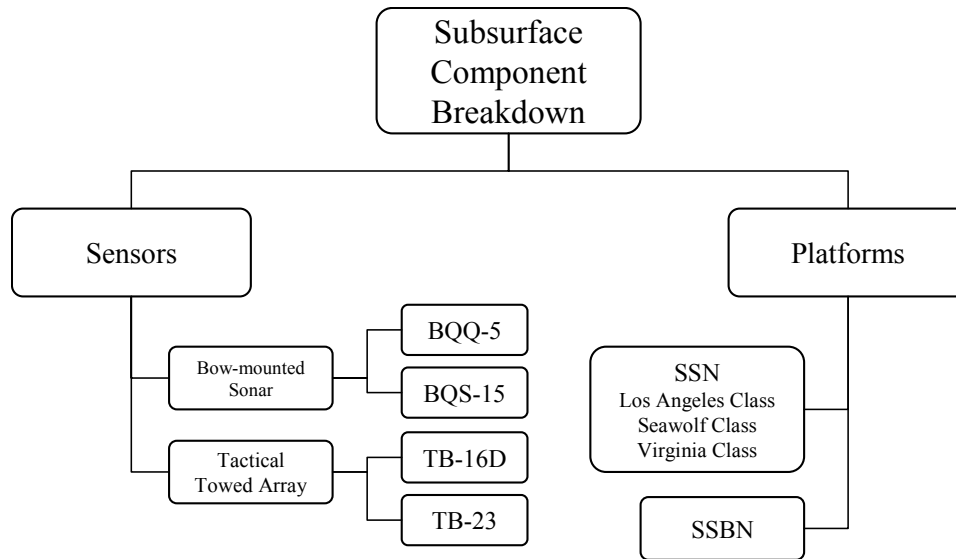 Subsurface
Component
Breakdown
Sensors
Platforms
Bow-mounted
Sonar
BQQ-5
BQS-15
Tactical
Towed Array
TB-16D
TB-23
SSN
Los Angeles Class
Seawolf Class
Virginia Class
SSBN